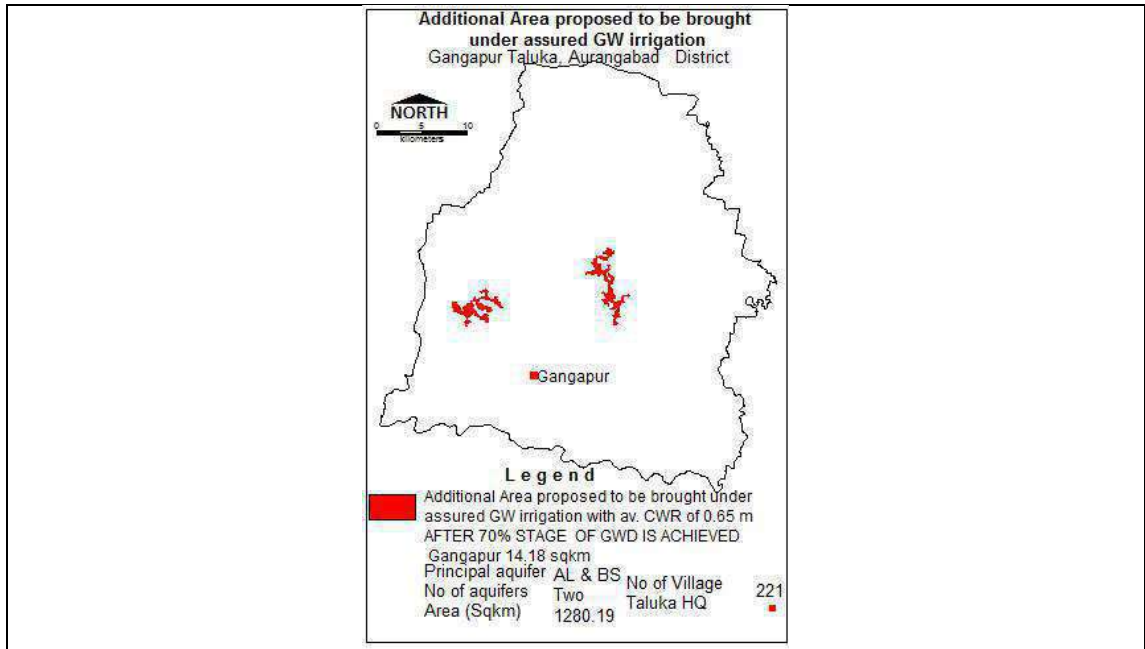 Additional Area proposed to be brought
under assured GW irrigation
Gangapur Taluka, Aurangabad District
NORTH
0 5 10
kilometers
Gangapur
Legend
Additional Area proposed to be brought under
assured GW irrigation with av. CWR of 0.65 m
AFTER 70% STAGE OF GWD IS ACHIEVED
Gangapur 14.18 sqkm
Principal aquifer AL & BS No of Village 221
No of aquifers Two Taluka HQ
Area (Sqkm) 1280.19